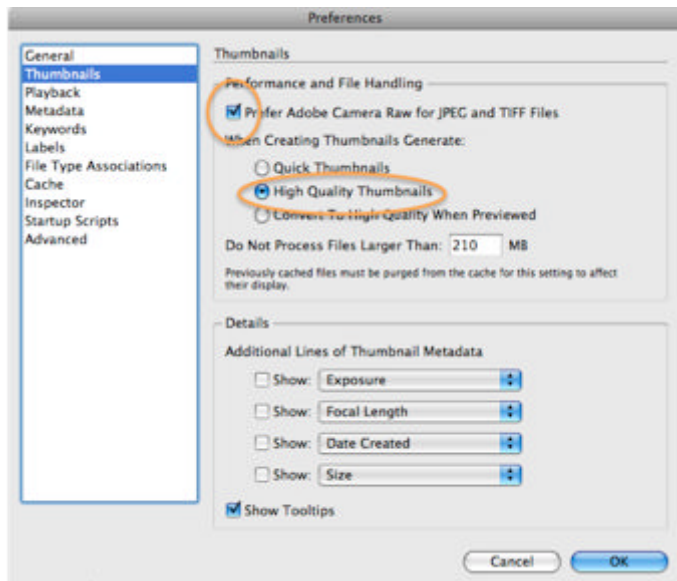 Preferences
General
Thumbnails
Playback
Metadata
Keywords
Labels
File Type Associations
Cache
Inspector
Startup Scripts
Advanced
Thumbnails
Performance and File Handling
Prefer Adobe Camera Raw for JPEG and TIFF Files
When Creating Thumbnails Generate:
Quick Thumbnails
High Quality Thumbnails
Convert To High Quality When Previewed
Do Not Process Files Larger Than: 210 MB
Previously cached files must be purged from the cache for this setting to affect
their display.
Details
Additional Lines of Thumbnail Metadata
Show: Exposure
Show: Focal Length
Show: Date Created
Show: Size
Show Tooltips
Cancel OK